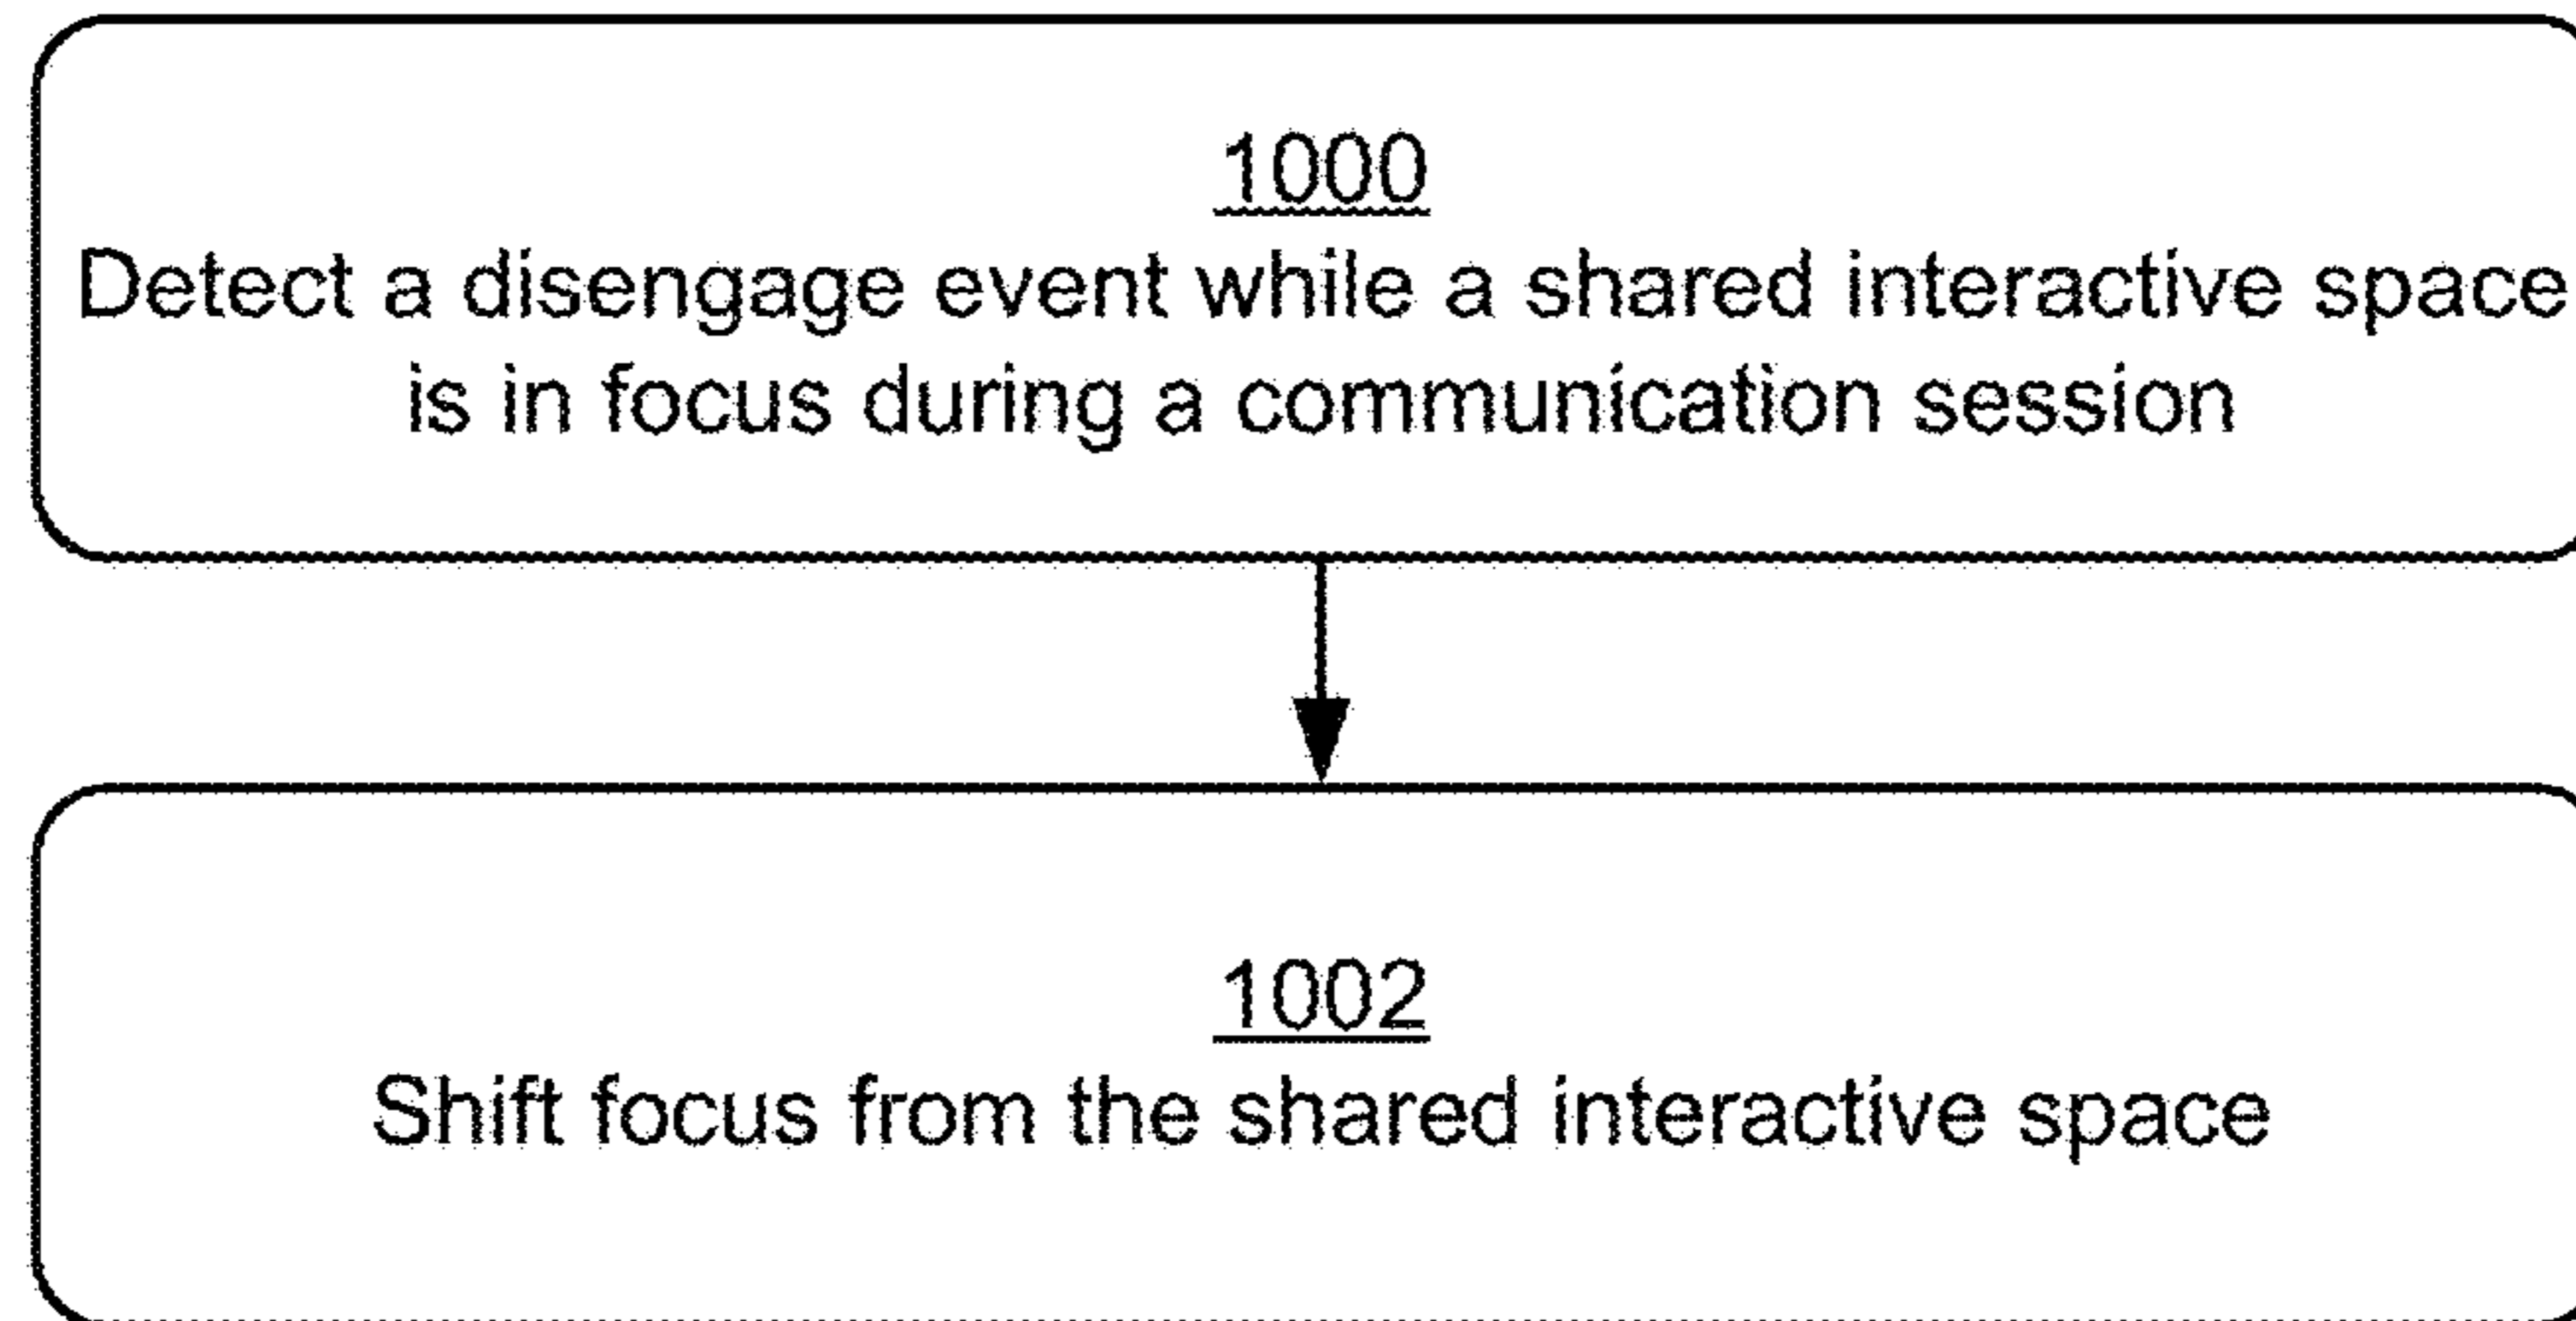 1000
Detect a disengage event while a shared interactive space
is in focus during a communication session
1002
Shift focus from the shared interactive space